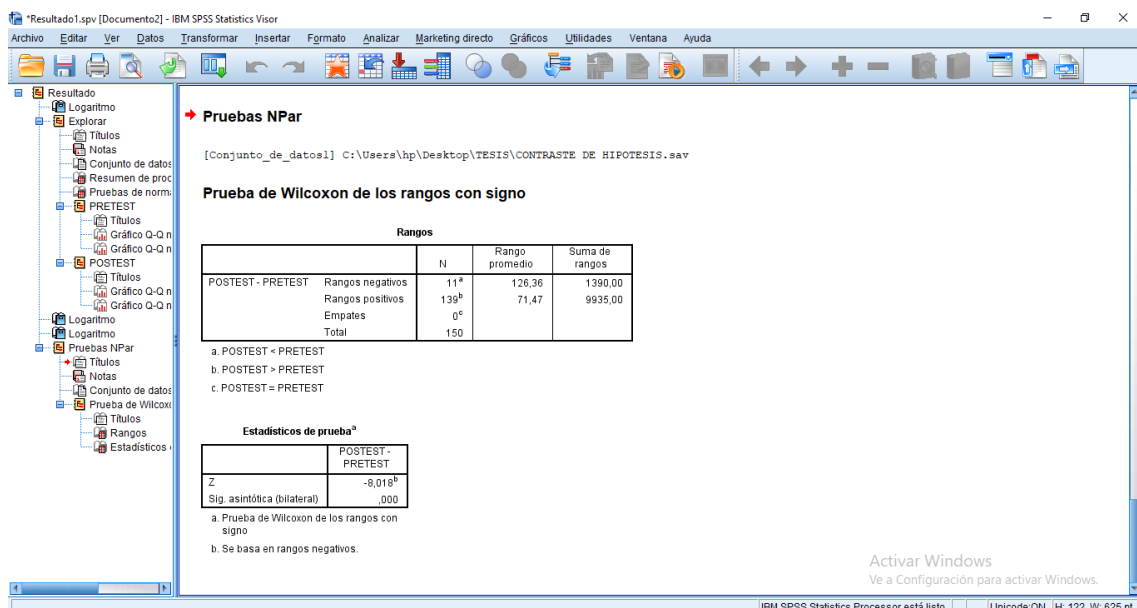 *Resultado1.spv [Documento2] - IBM SPSS Statistics Visor
Archivo Editar Ver Datos Transformar Insertar Formato Analizar Marketing directo Gráficos Utilidades Ventana Ayuda
Resultado
Logaritmo
Explorar
Títulos
Notas
Conjunto de datos
Resumen de proc
Pruebas de norm
PRETEST
Títulos
Gráfico Q-Q n
Gráfico Q-Q n
POSTEST
Títulos
Gráfico Q-Q n
Gráfico Q-Q n
Logaritmo
Logaritmo
Pruebas NPar
Títulos
Notas
Conjunto de datos
Prueba de Wilcox
Títulos
Rangos
Estadísticos
Pruebas NPar
[Conjunto_de_datos1] C:\Users\hp\Desktop\TESIS\CONTRASTE DE HIPOTESIS.sav
Prueba de Wilcoxon de los rangos con signo
Rangos
N Rango promedio Suma de rangos
POSTEST - PRETEST Rangos negativos 11a 126,36 1390,00
Rangos positivos 139b 71,47 9935,00
Empates 0c
Total 150
a. POSTEST < PRETEST
b. POSTEST > PRETEST
c. POSTEST = PRETEST
Estadísticos de pruebaa
POSTEST -
PRETEST
Z -8,018b
Sig. asintótica (bilateral) ,000
a. Prueba de Wilcoxon de los rangos con
signo
b. Se basa en rangos negativos.
Activar Windows
Ve a Configuración para activar Windows.
IBM SPSS Statistics Processor está listo Unicode:ON H: 122, W: 625 pt